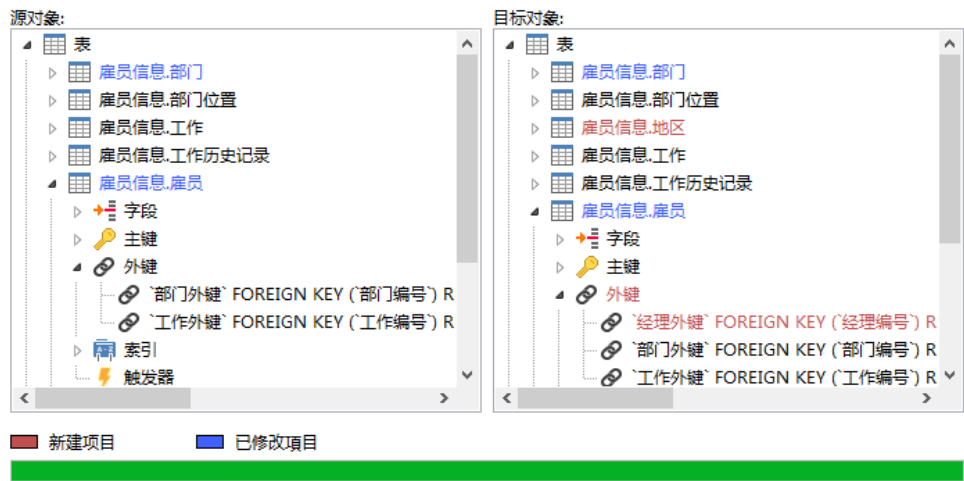 源对象:
表
雇员信息.部门
雇员信息.部门位置
雇员信息.工作
雇员信息.工作历史记录
雇员信息.雇员
字段
主键
外键
`部门外键` FOREIGN KEY (`部门编号`) R
`工作外键` FOREIGN KEY (`工作编号`) R
索引
触发器
目标对象:
表
雇员信息.部门
雇员信息.部门位置
雇员信息.地区
雇员信息.工作
雇员信息.工作历史记录
雇员信息.雇员
字段
主键
外键
`经理外键` FOREIGN KEY (`经理编号`) R
`部门外键` FOREIGN KEY (`部门编号`) R
`工作外键` FOREIGN KEY (`工作编号`) R
新建项目
已修改項目